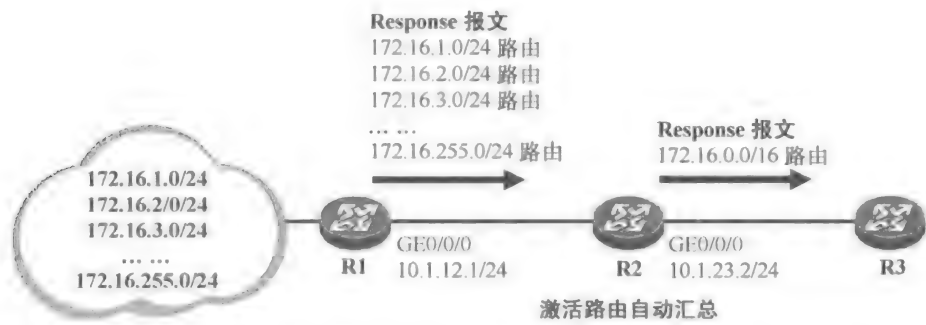 Response 报文
172.16.1.0/24 路由
172.16.2.0/24 路由
172.16.3.0/24 路由
... ...
172.16.255.0/24 路由
Response 报文
172.16.0.0/16 路由
172.16.1.0/24
172.16.2/0/24
172.16.3.0/24
... ...
172.16.255.0/24
GE0/0/0
10.1.12.1/24
R1
GE0/0/0
10.1.23.2/24
R2
R3
激活路由自动汇总